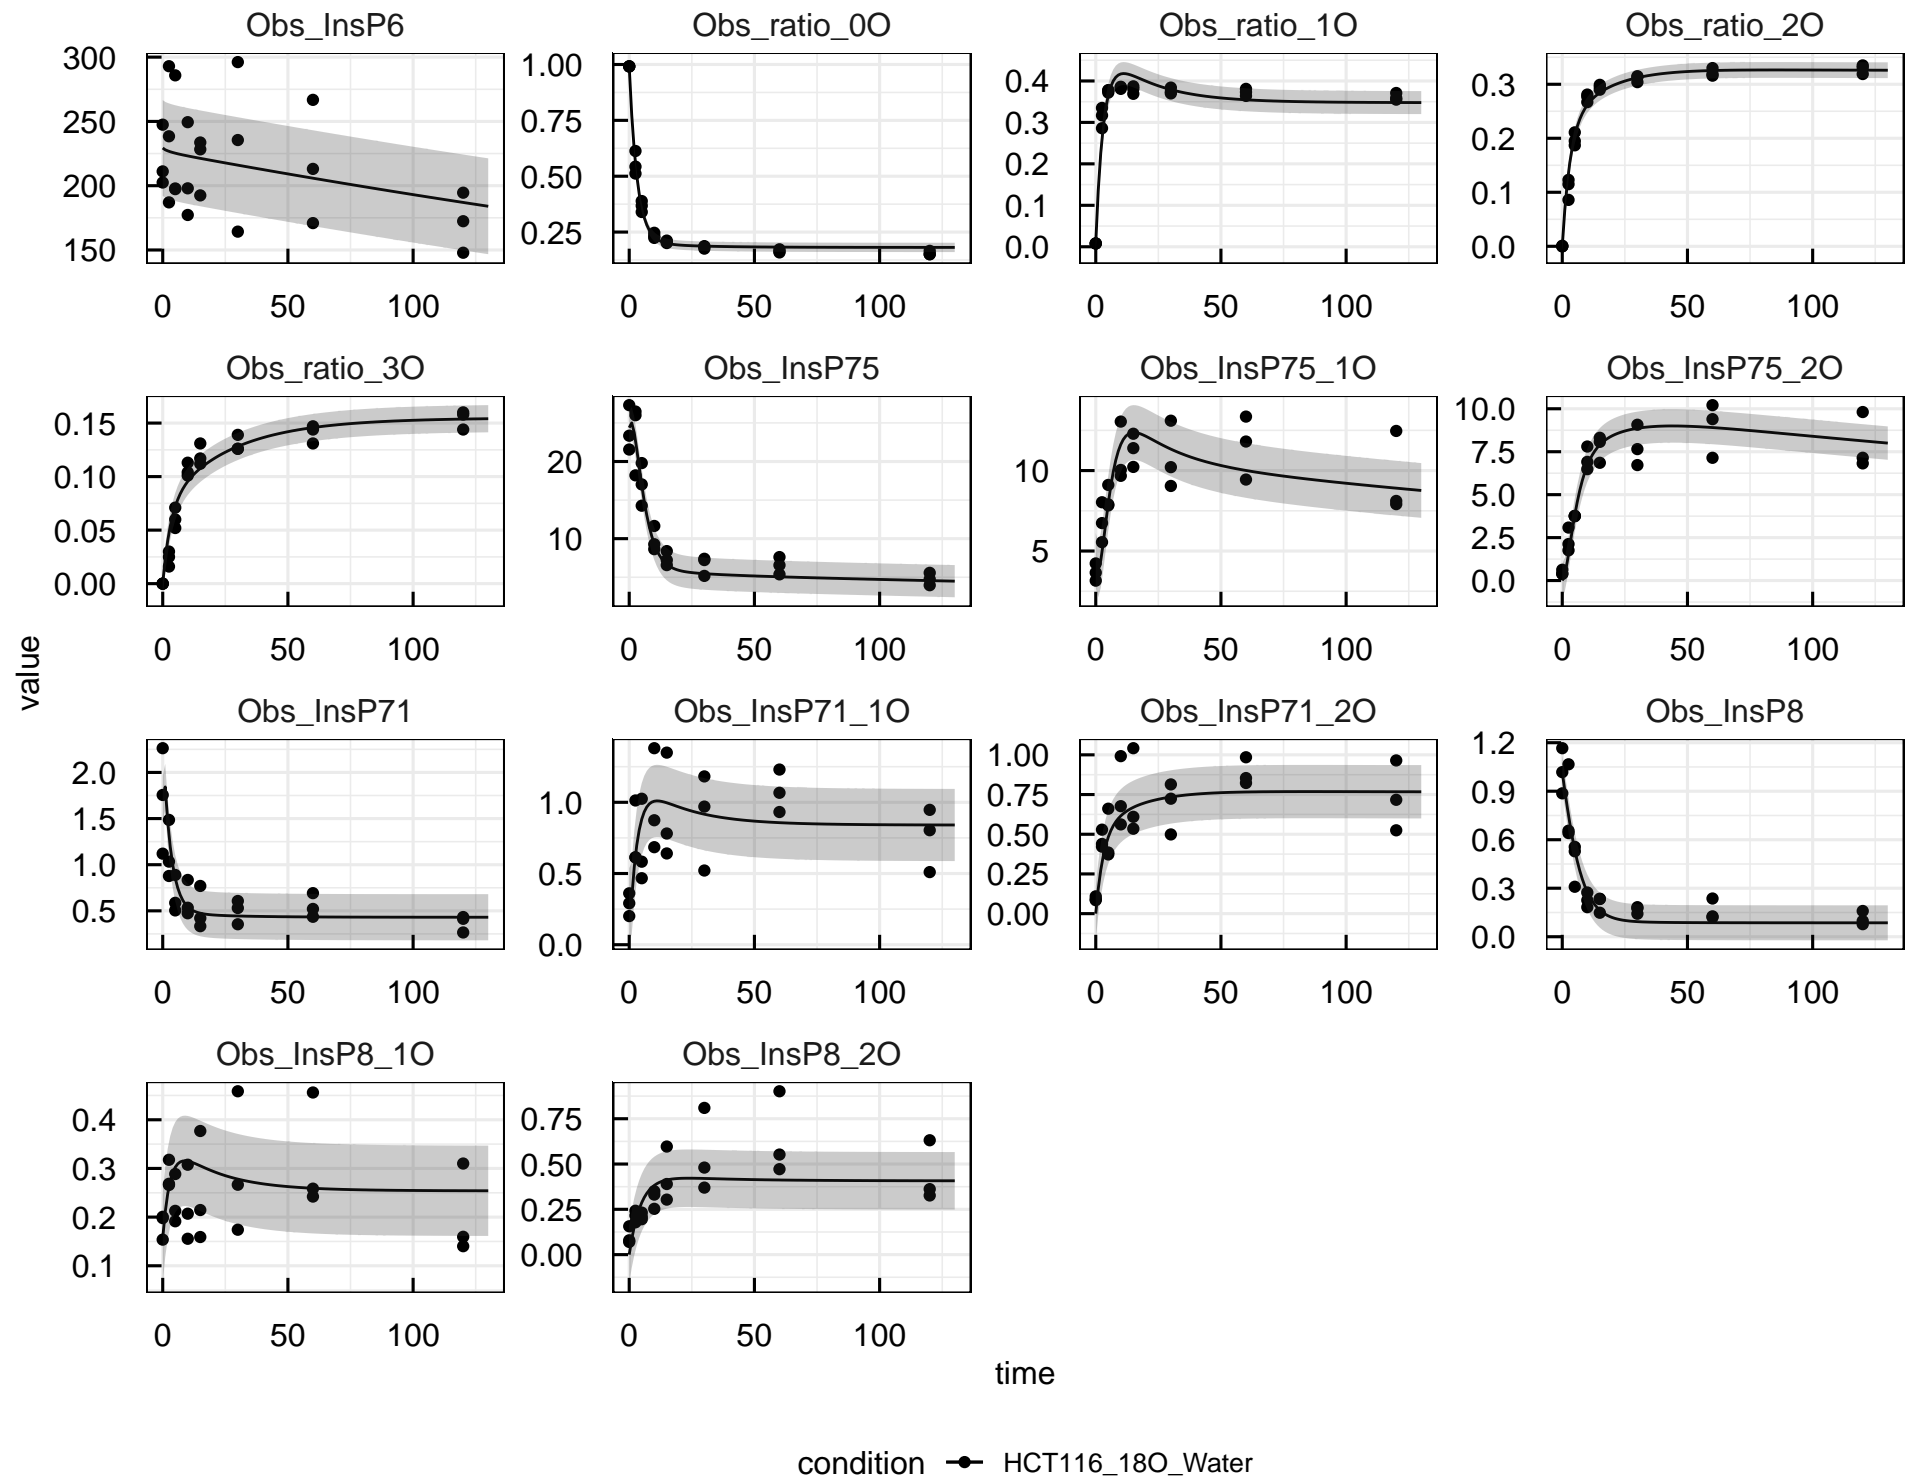 Obs_InsP6 Obs_ratio_0O Obs_ratio_1O Obs_ratio_2O
300 250 200 150
1.00 0.75 0.50 0.25
0.4 0.3 0.2 0.1 0.0
0.3 0.2 0.1 0.0
0 50 100 0 50 100 0 50 100 0 50 100
Obs_ratio_3O Obs_InsP75 Obs_InsP75_1O Obs_InsP75_2O
0.15 0.10 0.05 0.00
20 10
10 5
10.0 7.5 5.0 2.5 0.0
0 50 100 0 50 100 0 50 100 0 50 100
value
Obs_InsP71 Obs_InsP71_1O Obs_InsP71_2O Obs_InsP8
2.0 1.5 1.0 0.5
1.0 0.5 0.0
1.00 0.75 0.50 0.25 0.00
1.2 0.9 0.6 0.3 0.0
0 50 100 0 50 100 0 50 100 0 50 100
Obs_InsP8_1O Obs_InsP8_2O
0.4 0.3 0.2 0.1
0.75 0.50 0.25 0.00
0 50 100 0 50 100
time
condition HCT116_18O_Water